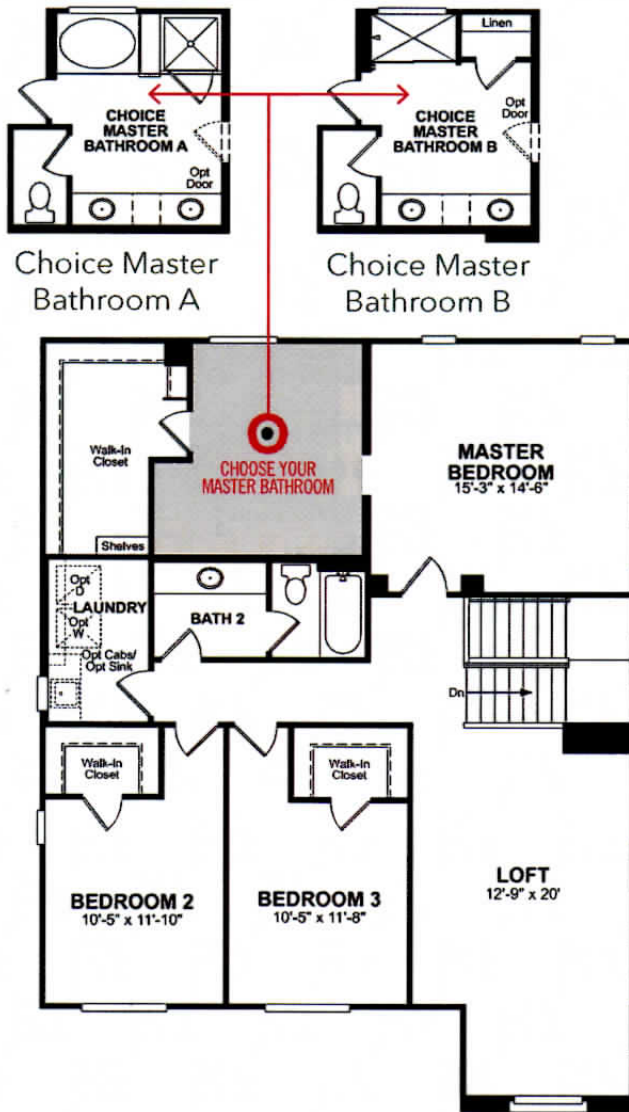 Linen
CHOICE
MASTER
BATHROOM A
Opt
Door
CHOICE
MASTER
BATHROOM B
Opt
Door
Choice Master
Bathroom A
Choice Master
Bathroom B
Walk-In
Closet
Shelves
CHOOSE YOUR
MASTER BATHROOM
MASTER
BEDROOM
15'-3" x 14'-6"
Opt
D
LAUNDRY
Opt
W
Opt Cabs/
Opt Sink
BATH 2
Dn
Walk-In
Closet
Walk-In
Closet
BEDROOM 2
10'-5" x 11'-10"
BEDROOM 3
10'-5" x 11'-8"
LOFT
12'-9" x 20'